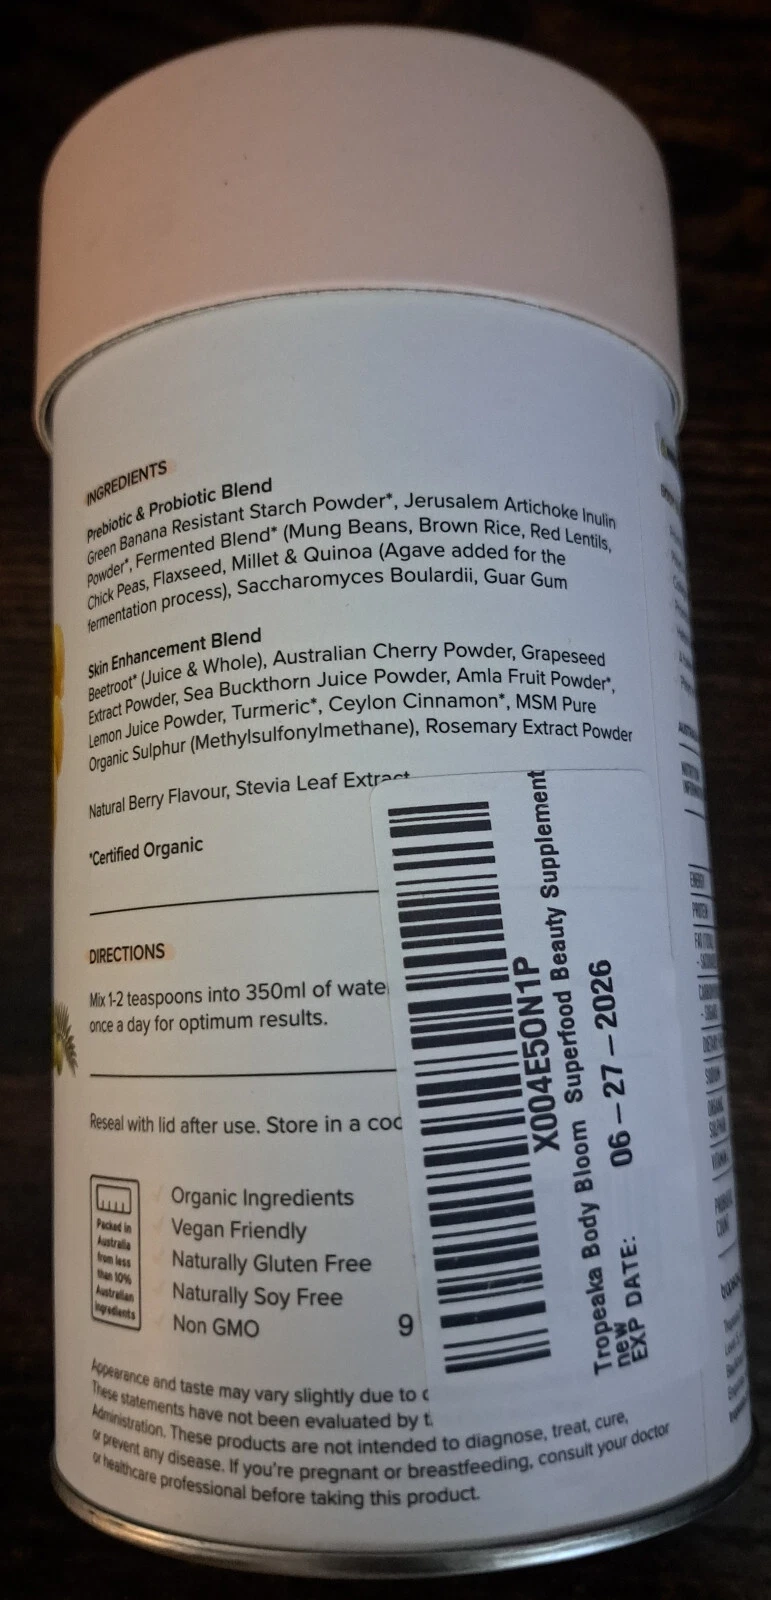 INGREDIENTS
Prebiotic & Probiotic Blend
Green Banana Resistant Starch Powder*, Jerusalem Artichoke Inulin
Powder*, Fermented Blend* (Mung Beans, Brown Rice, Red Lentils,
Chick Peas, Flaxseed, Millet & Quinoa (Agave added for the
fermentation process), Saccharomyces Boulardii, Guar Gum
Skin Enhancement Blend
Beetroot* (Juice & Whole), Australian Cherry Powder, Grapeseed
Extract Powder, Sea Buckthorn Juice Powder, Amla Fruit Powder*,
Lemon Juice Powder, Turmeric*, Ceylon Cinnamon*, MSM Pure
Organic Sulphur (Methylsulfonylmethane), Rosemary Extract Powder
Natural Berry Flavour, Stevia Leaf Extract
*Certified Organic
DIRECTIONS
Mix 1-2 teaspoons into 350ml of wate
once a day for optimum results.
Reseal with lid after use. Store in a
Packed in
Australia
from less
than 10%
Australian
ingredients
Organic Ingredients
Vegan Friendly
Naturally Gluten Free
Naturally Soy Free
Non GMO
9
Appearance and taste may vary slightly due to
These statements have not been evaluated by
Administration. These products are not intended to diagnose, treat, cure,
or prevent any disease. If you're pregnant or breastfeeding, consult your doctor
or healthcare professional before taking this product.
X004E5ON1P
Tropeaka Body Bloom Superfood Beauty Supplement
new
EXP DATE: 06-27-2026
ENERGY
PROTEIN